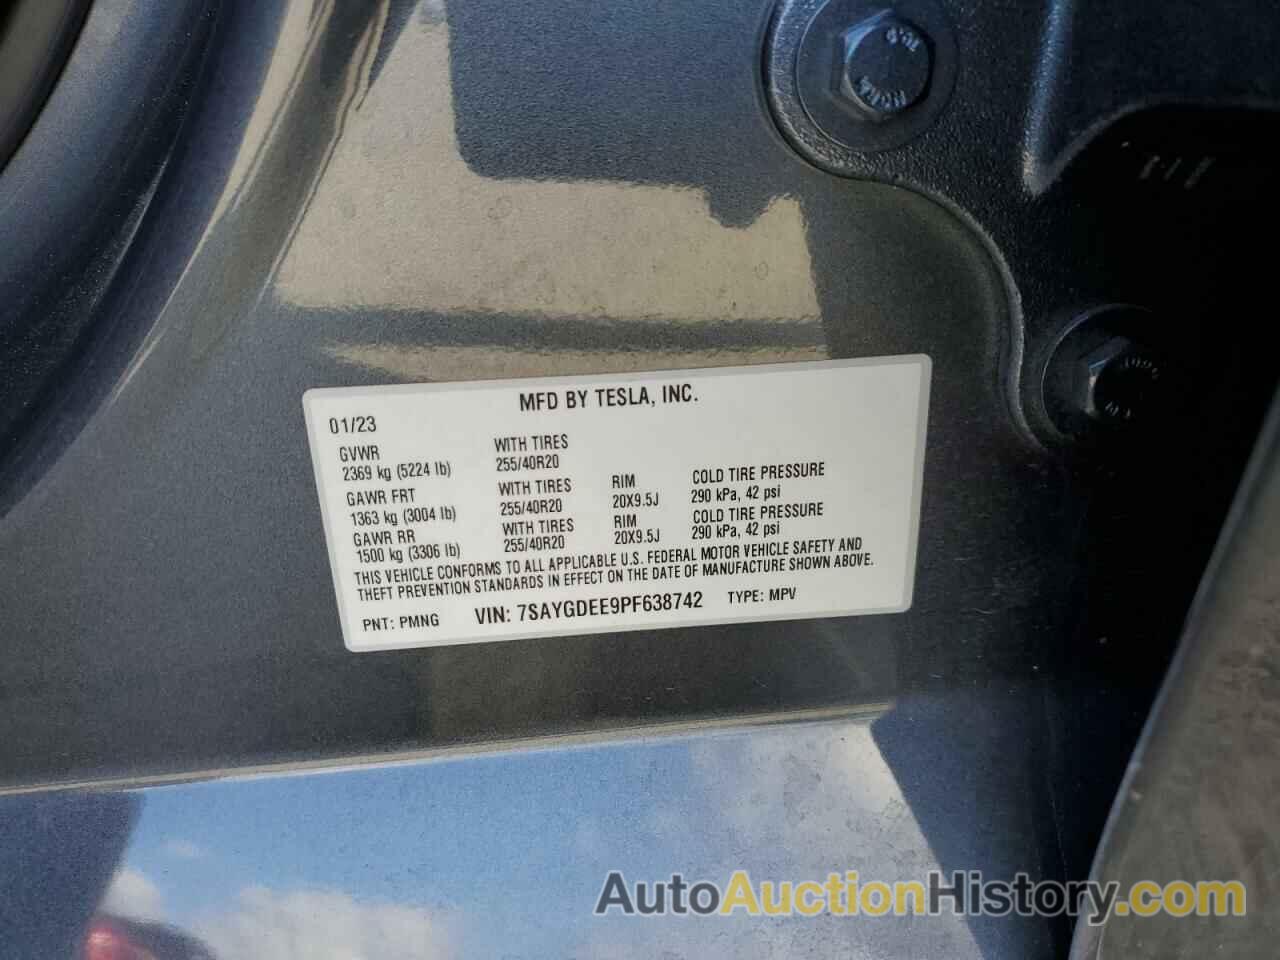 MFD BY TESLA, INC.
01/23
GVWR WITH TIRES
2369 kg (5224 lb) 255/40R20
GAWR FRT WITH TIRES RIM COLD TIRE PRESSURE
1363 kg (3004 lb) 255/40R20 20X9.5J 290 kPa, 42 psi
GAWR RR WITH TIRES RIM COLD TIRE PRESSURE
1500 kg (3306 lb) 255/40R20 20X9.5J 290 kPa, 42 psi
THIS VEHICLE CONFORMS TO ALL APPLICABLE U.S. FEDERAL MOTOR VEHICLE SAFETY AND
THEFT PREVENTION STANDARDS IN EFFECT ON THE DATE OF MANUFACTURE SHOWN ABOVE.
PNT: PMNG VIN: 7SAYGDEE9PF638742 TYPE: MPV
AutoAuctionHistory.com